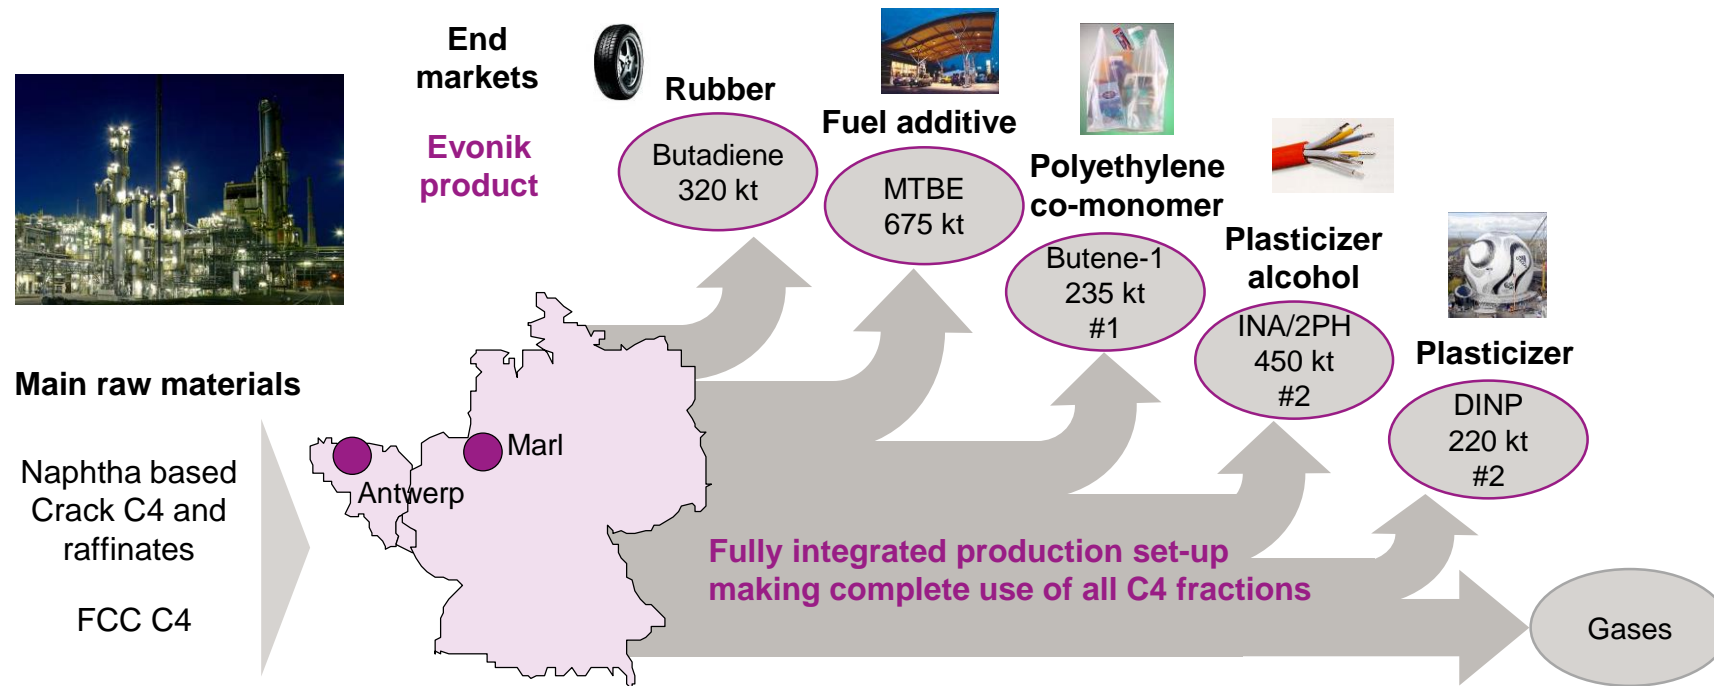 End
markets
Evonik
product
Rubber
Butadiene
320 kt
Fuel additive
MTBE
675 kt
Polyethylene
co-monomer
Butene-1
235 kt
#1
Plasticizer
alcohol
INA/2PH
450 kt
#2
Plasticizer
DINP
220 kt
#2
Main raw materials
Naphtha based
Crack C4 and
raffinates
FCC C4
Marl
Antwerp
Fully integrated production set-up
making complete use of all C4 fractions
Gases